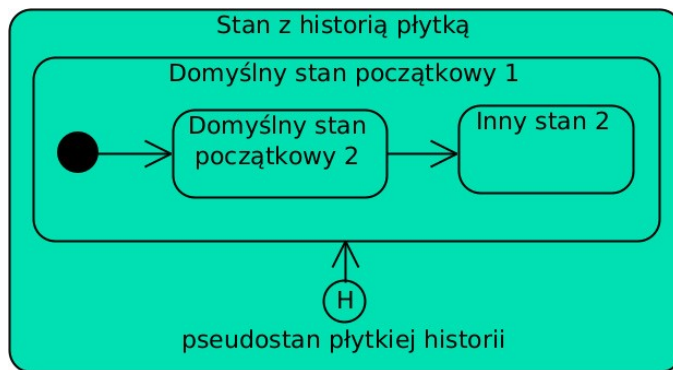 Stan z historią płytką
Domyślny stan początkowy 1
Domyślny stan
początkowy 2
Inny stan 2
H
pseudostan płytkiej historii